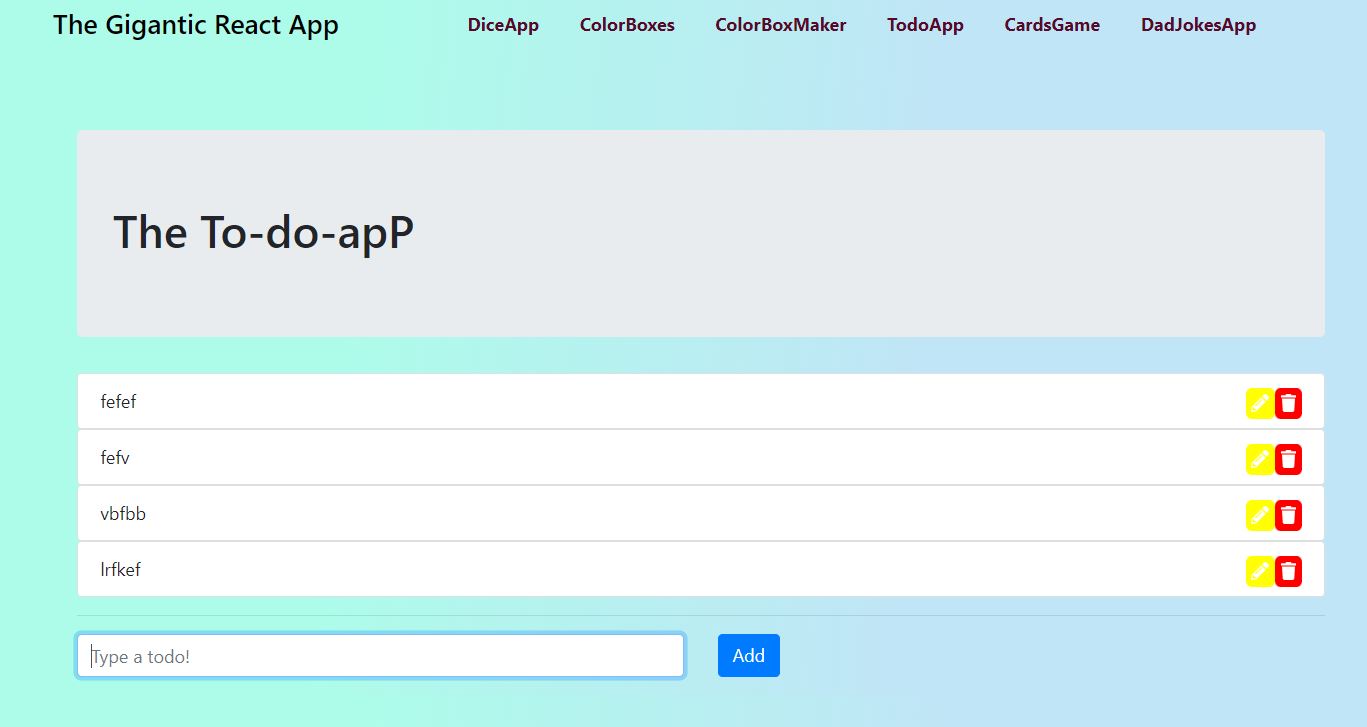 The Gigantic React App DiceApp ColorBoxes ColorBoxMaker TodoApp CardsGame DadJokesApp
The To-do-apP
fefef
fefv
vbfbb
lrfkef
Type a todo! Add